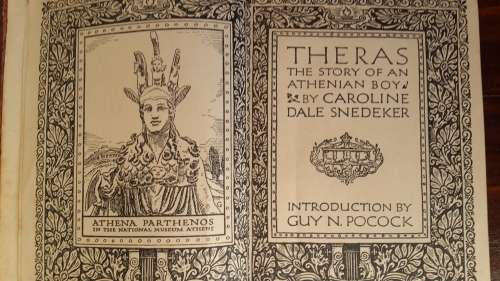 ATHENA PARTHENOS
IN THE NATIONAL MUSEUM ATHENS
THERAS
THE STORY OF AN
ATHENIAN BOY
BY CAROLINE
DALE SNEDEKER
INTRODUCTION BY
GUY N. POCOCK